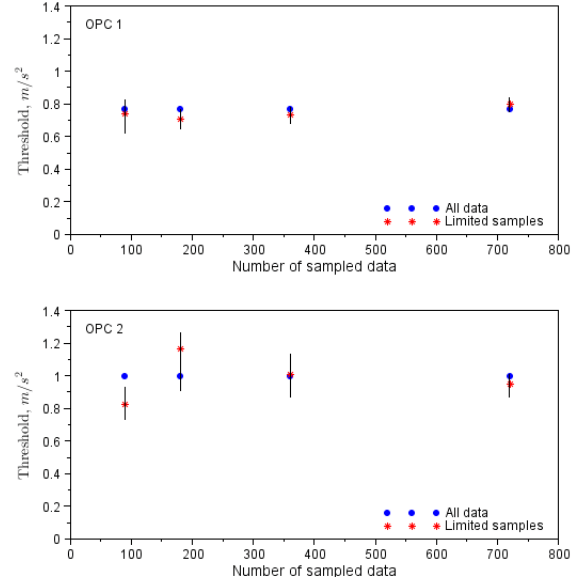 1.4
1.2
1
0.8
0.6
0.4
0.2
0
OPC 1
Threshold, m/s²
All data
Limited samples
0 100 200 300 400 500 600 700 800
Number of sampled data
1.4
1.2
1
0.8
0.6
0.4
0.2
0
OPC 2
Threshold, m/s²
All data
Limited samples
0 100 200 300 400 500 600 700 800
Number of sampled data